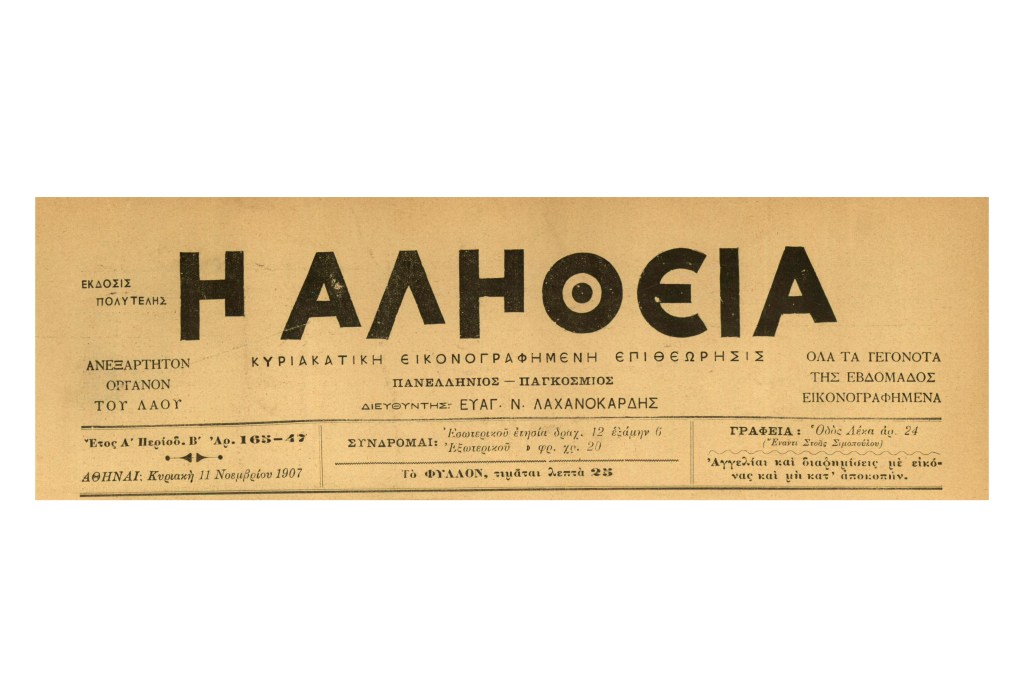 ΕΚΔΟΣΙΣ
ΠΟΛΥΤΕΛΗΣ
Η ΑΛΗΘΕΙΑ
ΚΥΡΙΑΚΑΤΙΚΗ ΕΙΚΟΝΟΓΡΑΦΗΜΕΝΗ ΕΠΙΘΕΩΡΗΣΙΣ
ΠΑΝΕΛΛΗΝΙΟΣ — ΠΑΓΚΟΣΜΙΟΣ
ΔΙΕΥΘΥΝΤΗΣ: ΕΥΑΓ. Ν. ΛΑΧΑΝΟΚΑΡΔΗΣ
ΑΝΕΞΑΡΤΗΤΟΝ
ΟΡΓΑΝΟΝ
ΤΟΥ ΛΑΟΥ
ΟΛΑ ΤΑ ΓΕΓΟΝΟΤΑ
ΤΗΣ ΕΒΔΟΜΑΔΟΣ
ΕΙΚΟΝΟΓΡΑΦΗΜΕΝΑ
Ἔτος Α′ Περίοδ. Β′ Ἀρ. 165-47
ΑΘΗΝΑΙ: Κυριακὴ 11 Νοεμβρίου 1907
ΣΥΝΔΡΟΜΑΙ: Ἐσωτερικοῦ ἐτησία δραχ. 12 ἑξάμην 6
Ἐξωτερικοῦ » φρ. χρ. 20
Τὸ ΦΥΛΛΟΝ, τιμᾶται λεπτὰ 25
ΓΡΑΦΕΙΑ: Ὁδὸς Λέκα ἀρ. 24
(Ἔναντι Στοᾶς Σιμοπούλου)
Ἀγγελίαι καὶ διαφημίσεις μὲ εἰκό-
νας καὶ μὴ κατ' ἀποκοπήν.